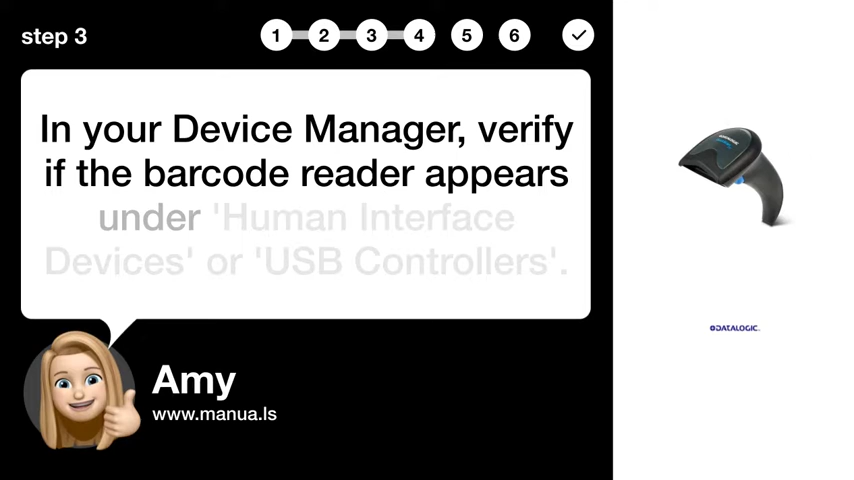 step 3
1 2 3 4 5 6
In your Device Manager, verify
if the barcode reader appears
under 'Human Interface
Devices' or 'USB Controllers'.
Amy
www.manua.ls
DATALOGIC